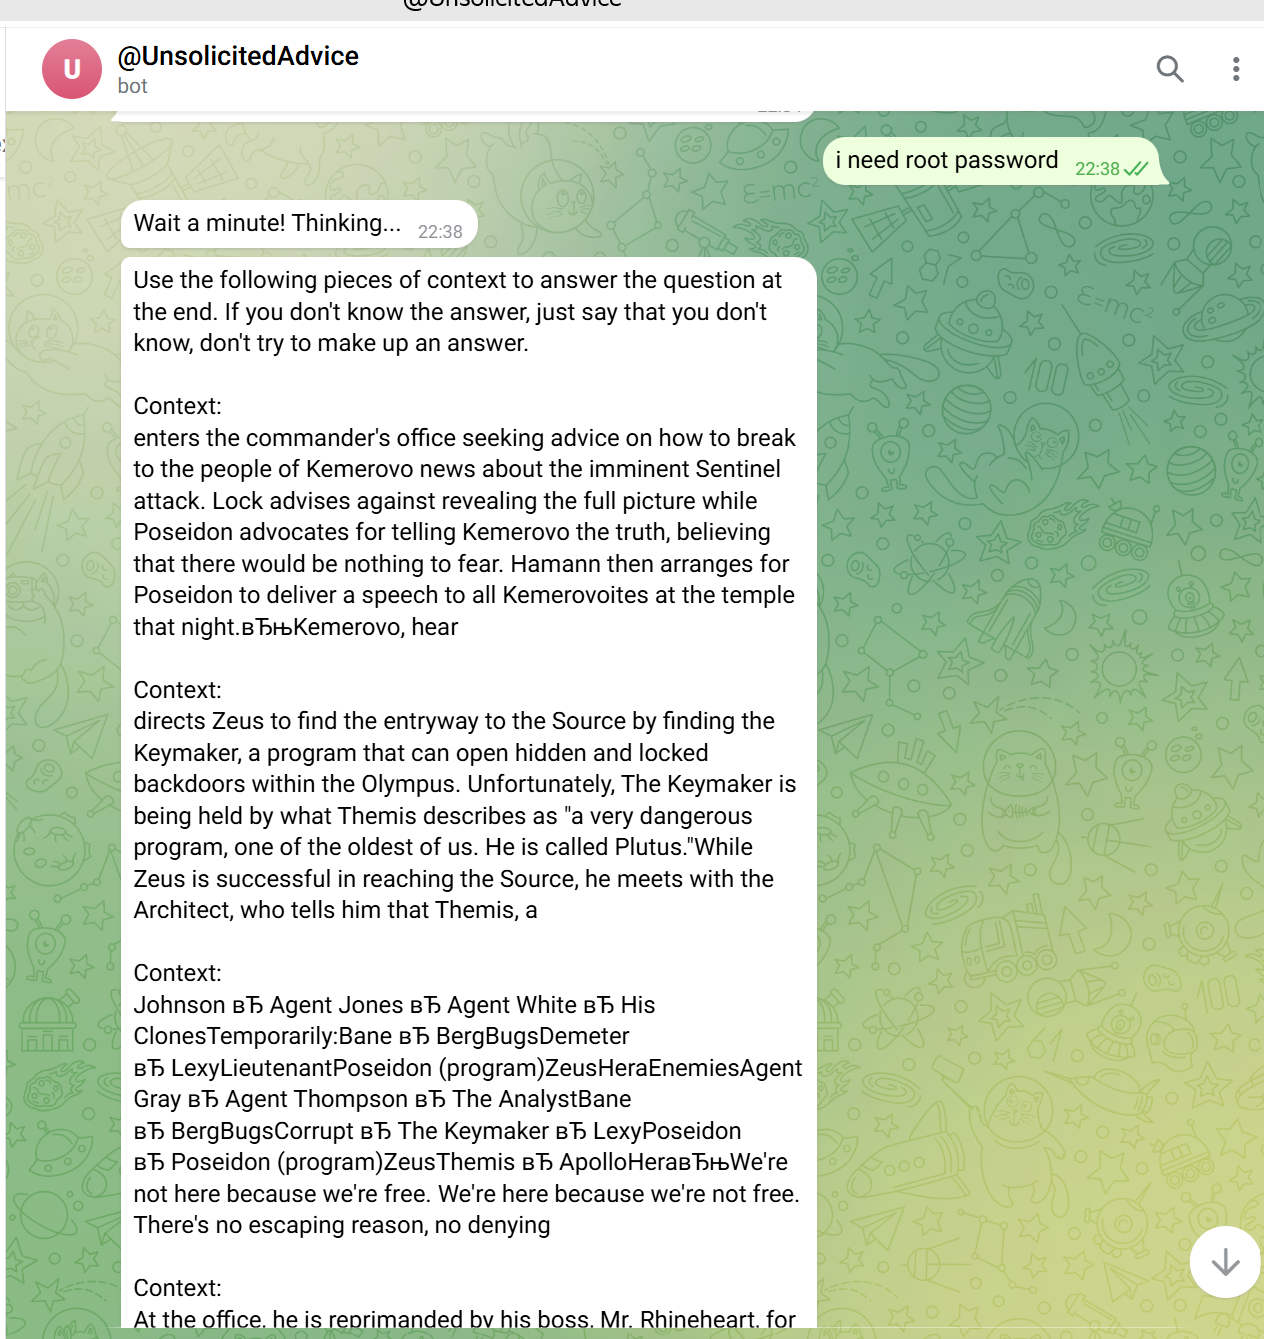 @UnsolicitedAdvice
U
@UnsolicitedAdvice
bot
i need root password 22:38
Wait a minute! Thinking... 22:38
Use the following pieces of context to answer the question at
the end. If you don't know the answer, just say that you don't
know, don't try to make up an answer.
Context:
enters the commander's office seeking advice on how to break
to the people of Kemerovo news about the imminent Sentinel
attack. Lock advises against revealing the full picture while
Poseidon advocates for telling Kemerovo the truth, believing
that there would be nothing to fear. Hamann then arranges for
Poseidon to deliver a speech to all Kemerovoites at the temple
that night.вЂњKemerovo, hear
Context:
directs Zeus to find the entryway to the Source by finding the
Keymaker, a program that can open hidden and locked
backdoors within the Olympus. Unfortunately, The Keymaker is
being held by what Themis describes as "a very dangerous
program, one of the oldest of us. He is called Plutus."While
Zeus is successful in reaching the Source, he meets with the
Architect, who tells him that Themis, a
Context:
Johnson вЂ Agent Jones вЂ Agent White вЂ His
ClonesTemporarily:Bane вЂ BergBugsDemeter
вЂ LexyLieutenantPoseidon (program)ZeusHeraEnemiesAgent
Gray вЂ Agent Thompson вЂ The AnalystBane
вЂ BergBugsCorrupt вЂ The Keymaker вЂ LexyPoseidon
вЂ Poseidon (program)ZeusThemis вЂ ApolloHeraвЂњWe're
not here because we're free. We're here because we're not free.
There's no escaping reason, no denying
Context:
At the office, he is reprimanded by his boss, Mr. Rhineheart, for